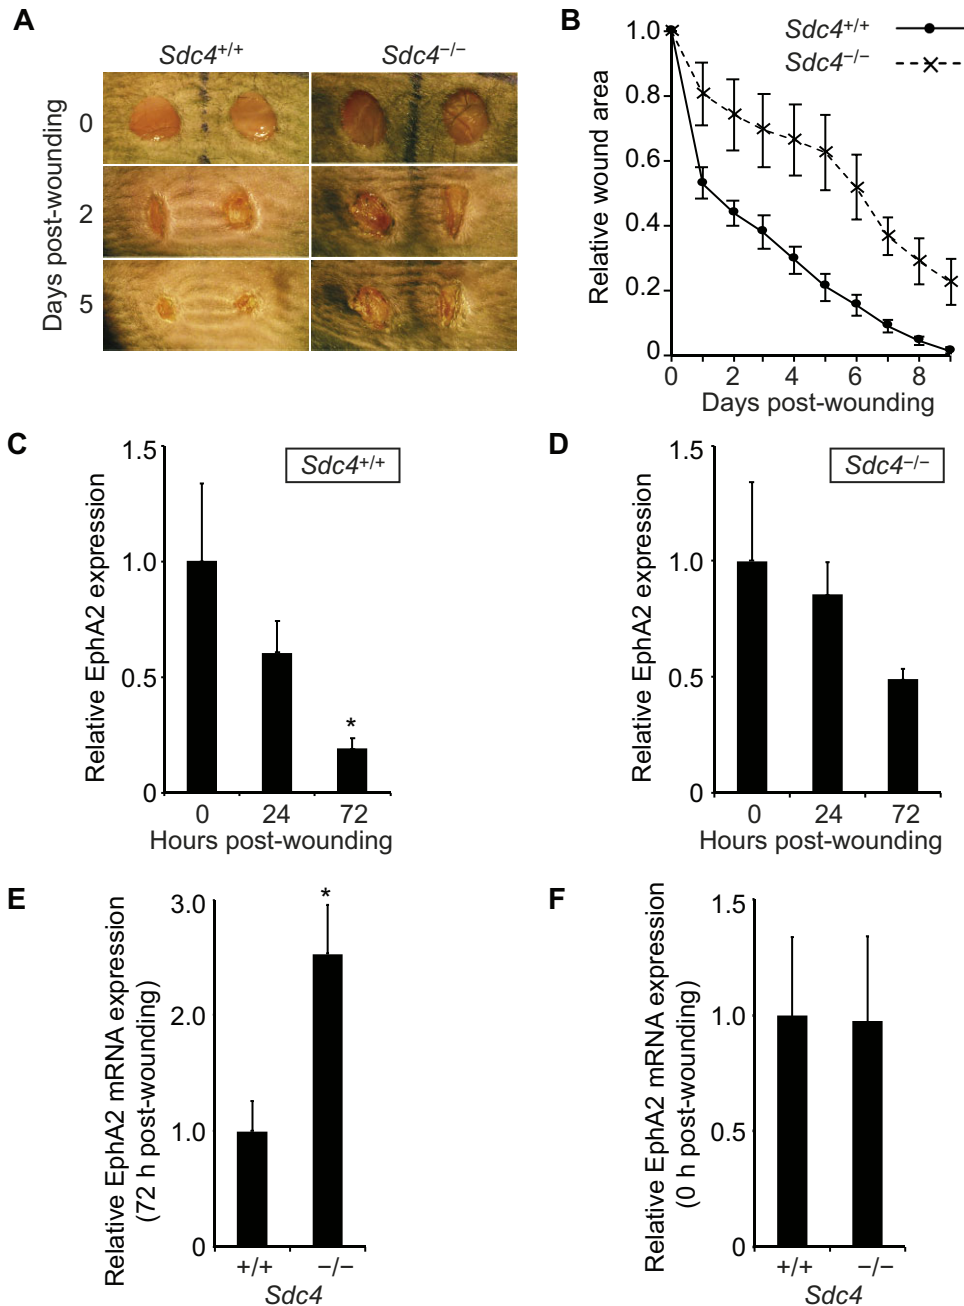 A
Sdc4+/+
Sdc4−/−
Days post-wounding
0
2
5
B
Sdc4+/+
Sdc4−/−
Relative wound area
1.0
0.8
0.6
0.4
0.2
0
0 2 4 6 8
Days post-wounding
C
Sdc4+/+
Relative EphA2 expression
1.5
1.0
0.5
0
*
0 24 72
Hours post-wounding
D
Sdc4−/−
Relative EphA2 expression
1.5
1.0
0.5
0
0 24 72
Hours post-wounding
E
Relative EphA2 mRNA expression
(72 h post-wounding)
3.0
2.0
1.0
0
*
+/+ −/−
Sdc4
F
Relative EphA2 mRNA expression
(0 h post-wounding)
1.5
1.0
0.5
0
+/+ −/−
Sdc4